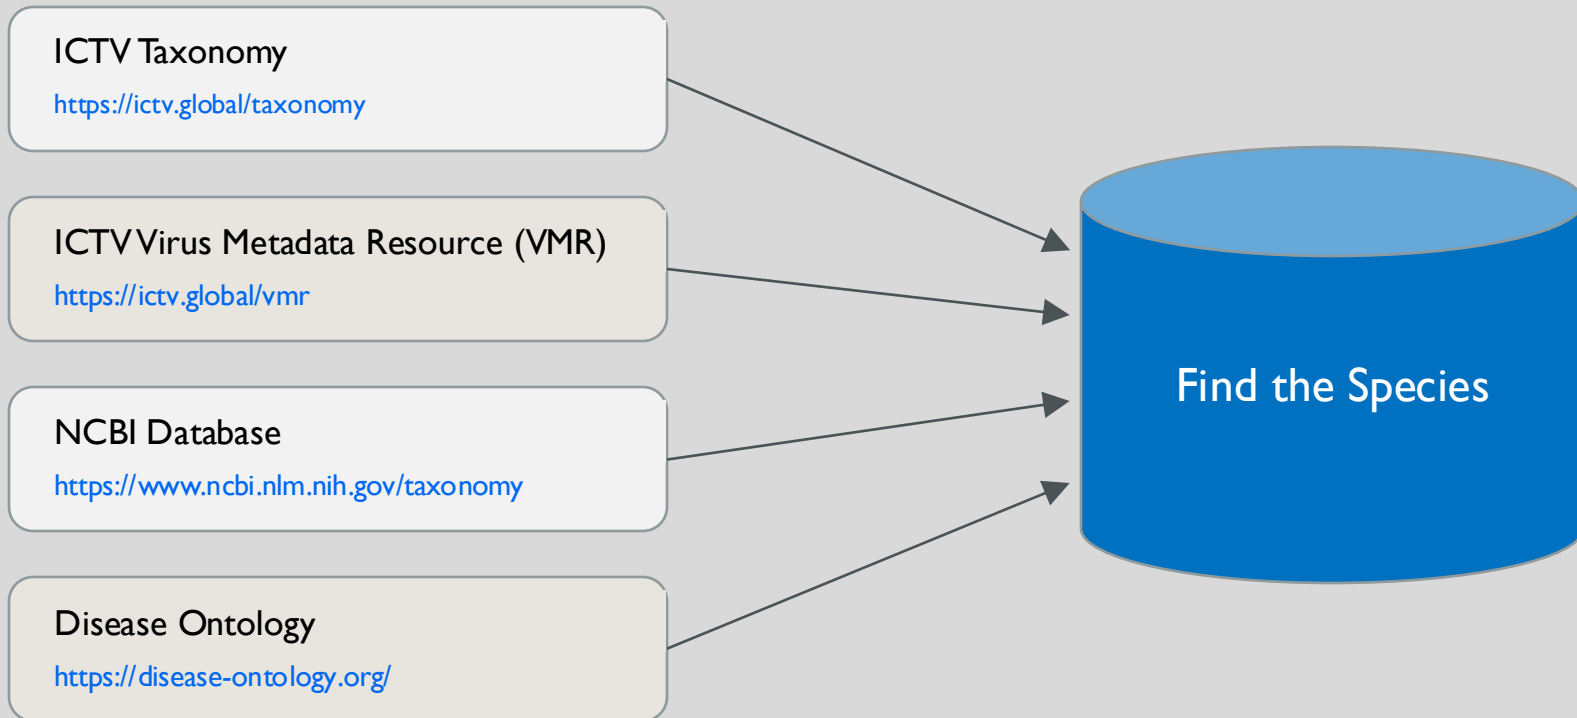 ICTV Taxonomy
https://ictv.global/taxonomy
ICTV Virus Metadata Resource (VMR)
https://ictv.global/vmr
NCBI Database
https://www.ncbi.nlm.nih.gov/taxonomy
Disease Ontology
https://disease-ontology.org/
Find the Species